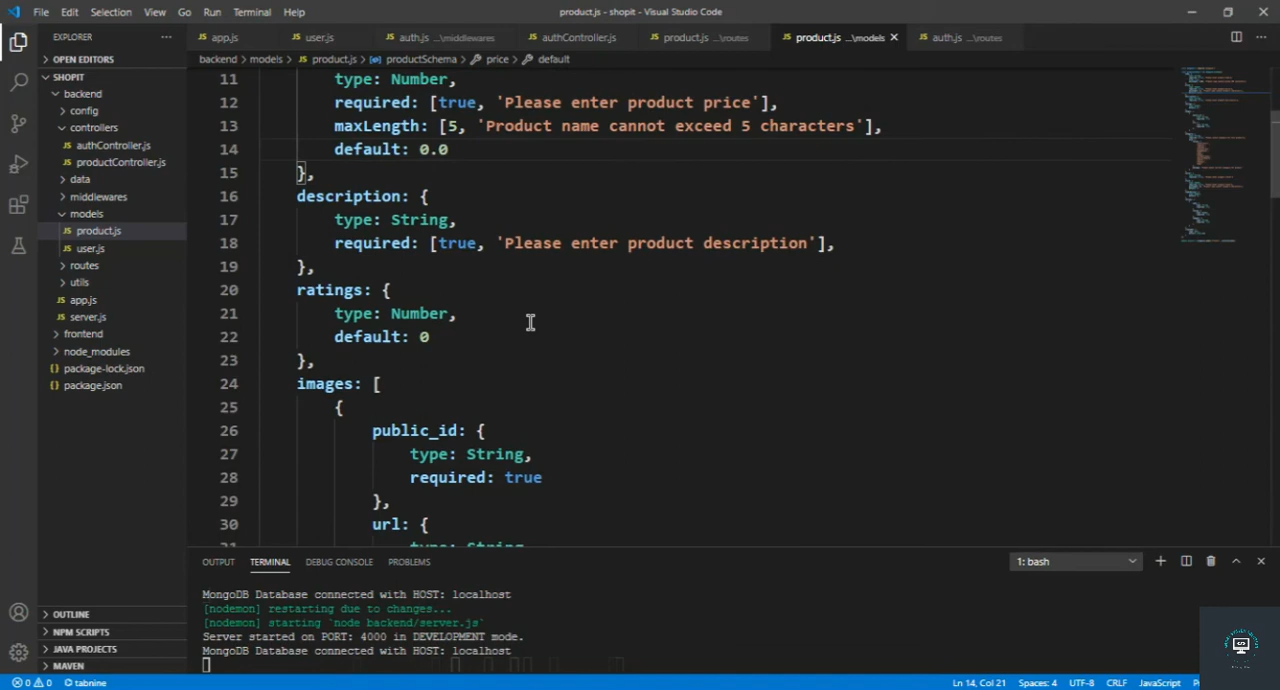 File Edit Selection View Go Run Terminal Help
product.js - shopit - Visual Studio Code
EXPLORER
app.js user.js auth.js ...\middlewares authController.js product.js ...\routes product.js ...\models auth.js ...\routes
backend > models > product.js > productSchema > price > default
OPEN EDITORS
SHOPIT
backend
config
controllers
authController.js
productController.js
data
middlewares
models
product.js
user.js
routes
utils
app.js
server.js
frontend
node_modules
package-lock.json
package.json
OUTLINE
NPM SCRIPTS
JAVA PROJECTS
MAVEN
11 type: Number,
12 required: [true, 'Please enter product price'],
13 maxLength: [5, 'Product name cannot exceed 5 characters'],
14 default: 0.0
15 },
16 description: {
17 type: String,
18 required: [true, 'Please enter product description'],
19 },
20 ratings: {
21 type: Number,
22 default: 0
23 },
24 images: [
25 {
26 public_id: {
27 type: String,
28 required: true
29 },
30 url: {
31 type: String
OUTPUT TERMINAL DEBUG CONSOLE PROBLEMS
1: bash
MongoDB Database connected with HOST: localhost
[nodemon] restarting due to changes...
[nodemon] starting `node backend/server.js`
Server started on PORT: 4000 in DEVELOPMENT mode.
MongoDB Database connected with HOST: localhost
0 0 tabnine
Ln 14, Col 21 Spaces: 4 UTF-8 CRLF JavaScript